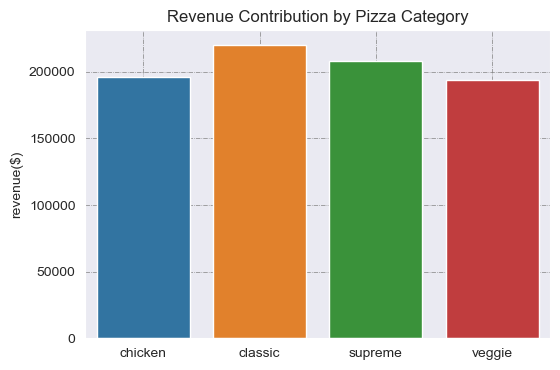 Revenue Contribution by Pizza Category
revenue($)
200000
150000
100000
50000
0
chicken classic supreme veggie